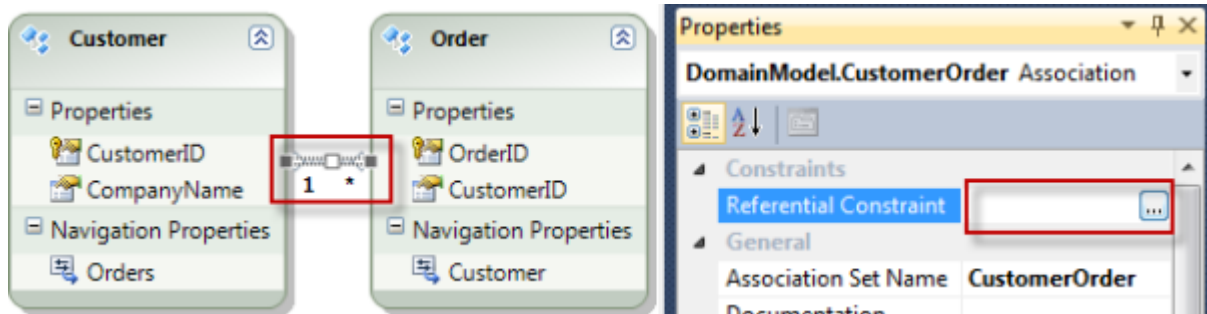 Customer
Properties
CustomerID
CompanyName
Navigation Properties
Orders
1 *
Order
Properties
OrderID
CustomerID
Navigation Properties
Customer
Properties
DomainModel.CustomerOrder Association
A
Z
Constraints
Referential Constraint
...
General
Association Set Name CustomerOrder
Documentation